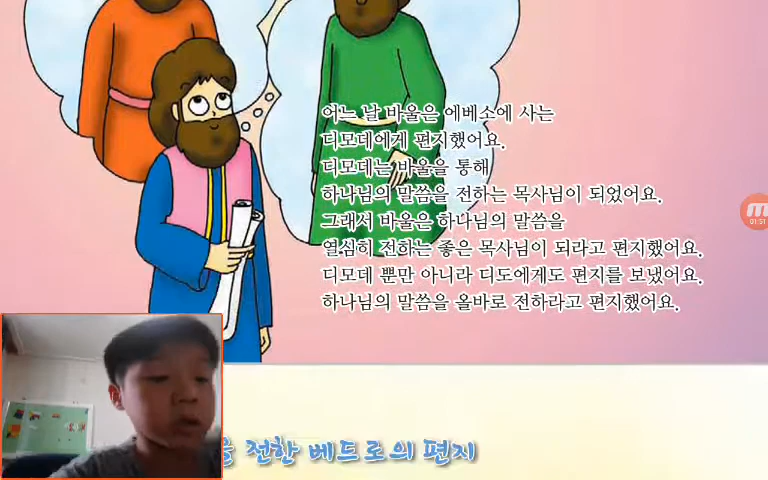 어느 날 바울은 에베소에 사는
디모데에게 편지했어요.
디모데는 바울을 통해
하나님의 말씀을 전하는 목사님이 되었어요.
그래서 바울은 하나님의 말씀을
열심히 전하는 좋은 목사님이 되라고 편지했어요.
디모데 뿐만 아니라 디도에게도 편지를 보냈어요.
하나님의 말씀을 올바로 전하라고 편지했어요.
01:51
을 전한 베드로의 편지